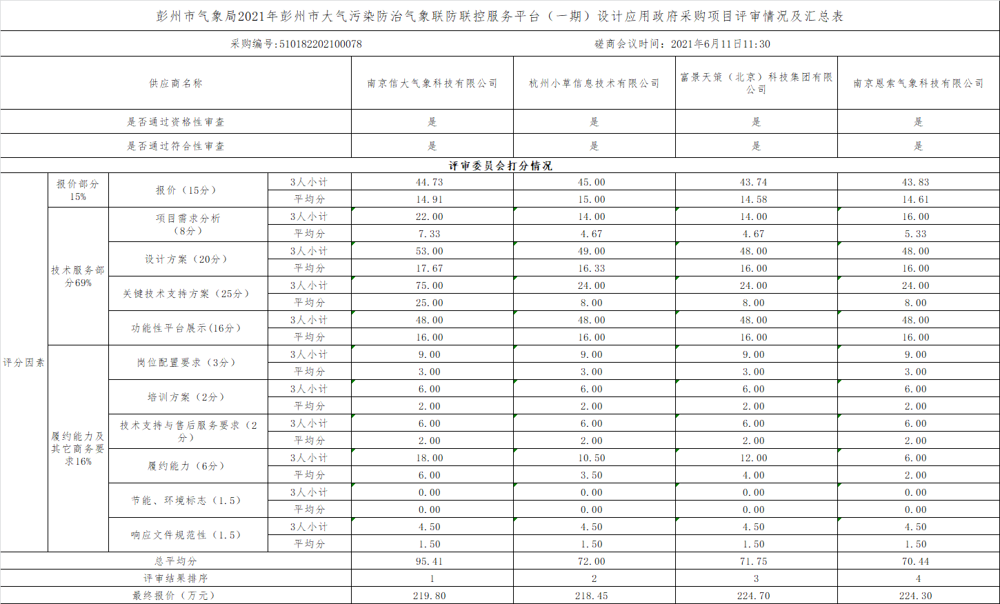 彭州市气象局2021年彭州市大气污染防治气象联防联控服务平台（一期）设计应用政府采购项目评审情况及汇总表
采购编号:510182202100078 磋商会议时间：2021年6月11日11:30
供应商名称 南京信大气象科技有限公司 杭州小草信息技术有限公司 富景天策（北京）科技集团有限公司 南京恩索气象科技有限公司
是否通过资格性审查 是 是 是 是
是否通过符合性审查 是 是 是 是
评审委员会打分情况
评分因素
报价部分
15%
报价（15分）
3人小计 44.73 45.00 43.74 43.83
平均分 14.91 15.00 14.58 14.61
技术服务部
分69%
项目需求分析
（8分）
3人小计 22.00 14.00 14.00 16.00
平均分 7.33 4.67 4.67 5.33
设计方案（20分）
3人小计 53.00 49.00 48.00 48.00
平均分 17.67 16.33 16.00 16.00
关键技术支持方案（25分）
3人小计 75.00 24.00 24.00 24.00
平均分 25.00 8.00 8.00 8.00
功能性平台展示(16分）
3人小计 48.00 48.00 48.00 48.00
平均分 16.00 16.00 16.00 16.00
履约能力及
其它商务要
求16%
岗位配置要求（3分）
3人小计 9.00 9.00 9.00 9.00
平均分 3.00 3.00 3.00 3.00
培训方案（2分）
3人小计 6.00 6.00 6.00 6.00
平均分 2.00 2.00 2.00 2.00
技术支持与售后服务要求（2
分）
3人小计 6.00 6.00 6.00 6.00
平均分 2.00 2.00 2.00 2.00
履约能力（6分）
3人小计 18.00 10.50 12.00 6.00
平均分 6.00 3.50 4.00 2.00
节能、环境标志（1.5）
3人小计 0.00 0.00 0.00 0.00
平均分 0.00 0.00 0.00 0.00
响应文件规范性（1.5）
3人小计 4.50 4.50 4.50 4.50
平均分 1.50 1.50 1.50 1.50
总平均分 95.41 72.00 71.75 70.44
评审结果排序 1 2 3 4
最终报价（万元） 219.80 218.45 224.70 224.30